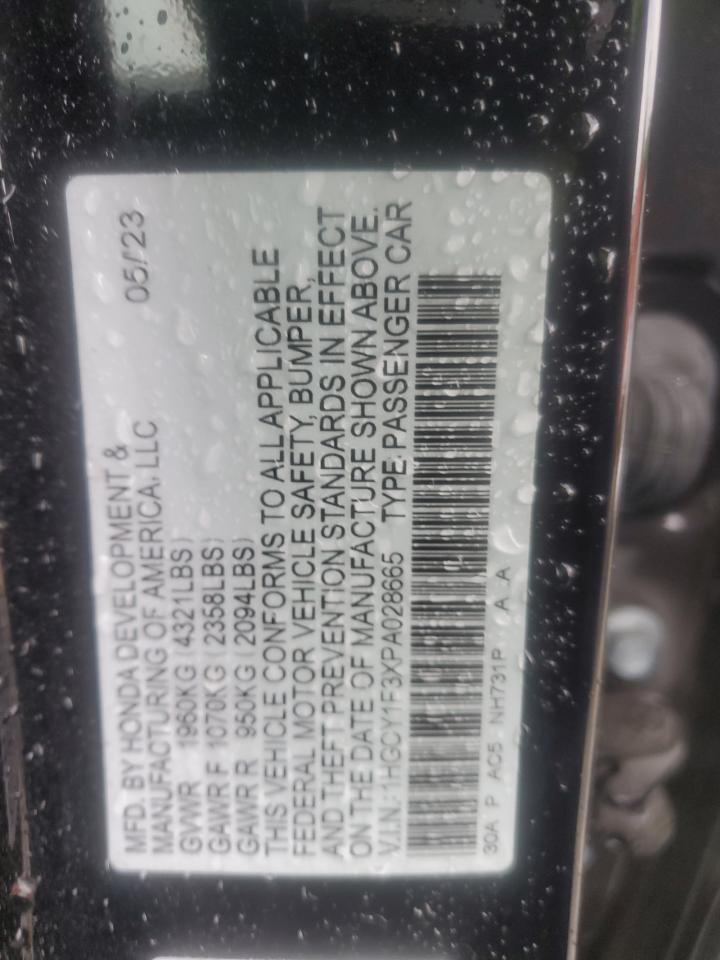 MFD. BY HONDA DEVELOPMENT & 05/23
MANUFACTURING OF AMERICA, LLC
GVWR 1960KG (4321LBS)
GAWR F 1070KG (2358LBS)
GAWR R 950KG (2094LBS)
THIS VEHICLE CONFORMS TO ALL APPLICABLE
FEDERAL MOTOR VEHICLE SAFETY, BUMPER,
AND THEFT PREVENTION STANDARDS IN EFFECT
ON THE DATE OF MANUFACTURE SHOWN ABOVE.
V.I.N.: 1HGCY1F3XPA028665 TYPE: PASSENGER CAR
30A P AC5 NH731P A A